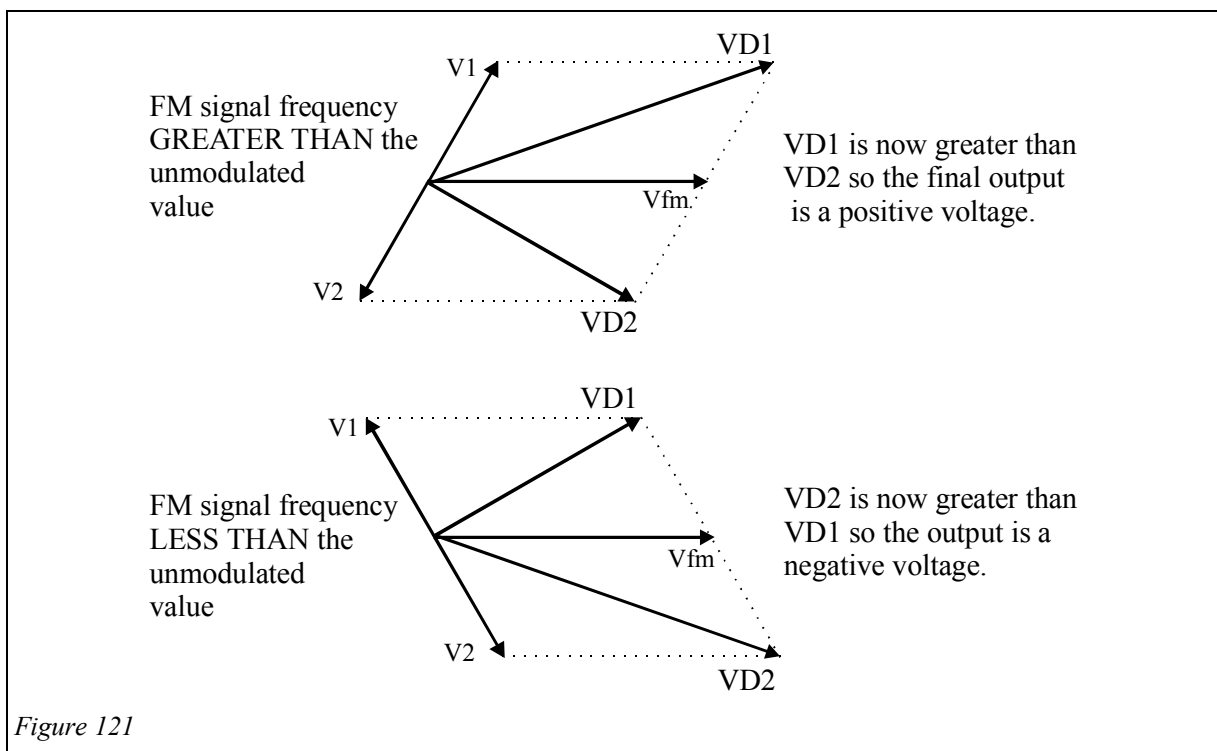 VD1
V1
FM signal frequency
GREATER THAN the
unmodulated
value
VD1 is now greater than
VD2 so the final output
is a positive voltage.
Vfm
V2
VD2
VD1
V1
FM signal frequency
LESS THAN the
unmodulated
value
VD2 is now greater than
VD1 so the output is a
negative voltage.
Vfm
V2
VD2
Figure 121